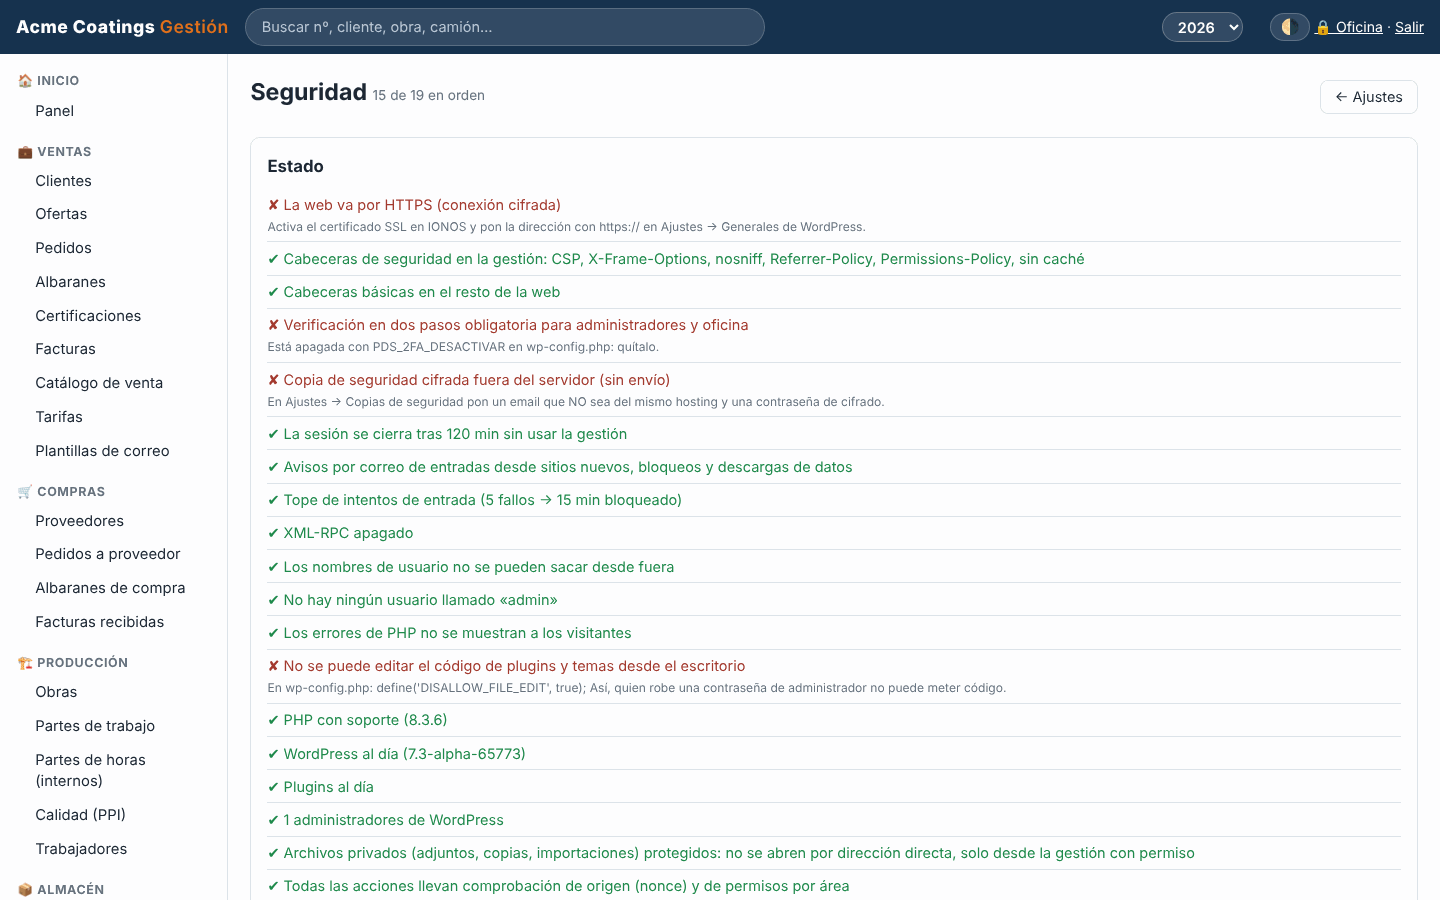 Acme Coatings Gestión
Buscar nº, cliente, obra, camión...
2026
Oficina · Salir
INICIO
Panel
VENTAS
Clientes
Ofertas
Pedidos
Albaranes
Certificaciones
Facturas
Catálogo de venta
Tarifas
Plantillas de correo
COMPRAS
Proveedores
Pedidos a proveedor
Albaranes de compra
Facturas recibidas
PRODUCCIÓN
Obras
Partes de trabajo
Partes de horas
(internos)
Calidad (PPI)
Trabajadores
ALMACÉN
Seguridad 15 de 19 en orden
← Ajustes
Estado
✘ La web va por HTTPS (conexión cifrada)
Activa el certificado SSL en IONOS y pon la dirección con https:// en Ajustes → Generales de WordPress.
✔ Cabeceras de seguridad en la gestión: CSP, X-Frame-Options, nosniff, Referrer-Policy, Permissions-Policy, sin caché
✔ Cabeceras básicas en el resto de la web
✘ Verificación en dos pasos obligatoria para administradores y oficina
Está apagada con PDS_2FA_DESACTIVAR en wp-config.php: quítalo.
✘ Copia de seguridad cifrada fuera del servidor (sin envío)
En Ajustes → Copias de seguridad pon un email que NO sea del mismo hosting y una contraseña de cifrado.
✔ La sesión se cierra tras 120 min sin usar la gestión
✔ Avisos por correo de entradas desde sitios nuevos, bloqueos y descargas de datos
✔ Tope de intentos de entrada (5 fallos → 15 min bloqueado)
✔ XML-RPC apagado
✔ Los nombres de usuario no se pueden sacar desde fuera
✔ No hay ningún usuario llamado «admin»
✔ Los errores de PHP no se muestran a los visitantes
✘ No se puede editar el código de plugins y temas desde el escritorio
En wp-config.php: define('DISALLOW_FILE_EDIT', true); Así, quien robe una contraseña de administrador no puede meter código.
✔ PHP con soporte (8.3.6)
✔ WordPress al día (7.3-alpha-65773)
✔ Plugins al día
✔ 1 administradores de WordPress
✔ Archivos privados (adjuntos, copias, importaciones) protegidos: no se abren por dirección directa, solo desde la gestión con permiso
✔ Todas las acciones llevan comprobación de origen (nonce) y de permisos por área